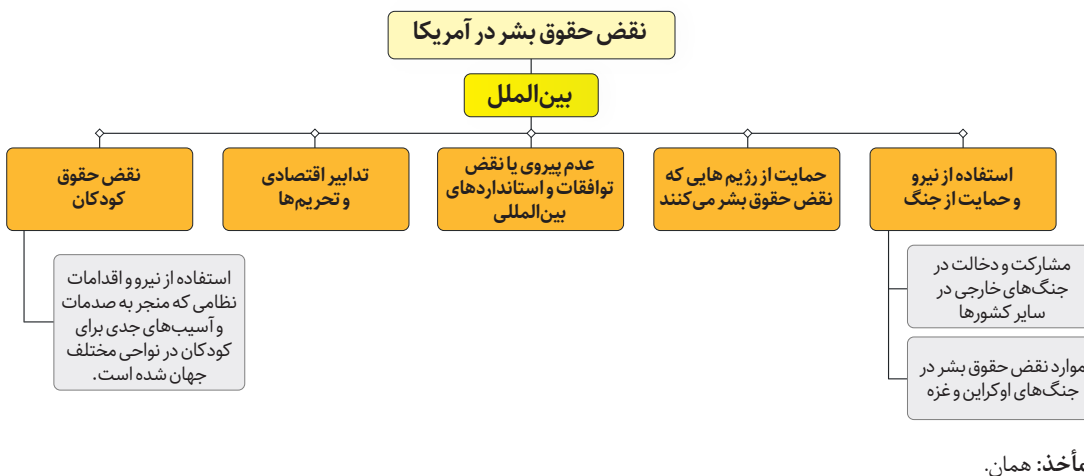 نقض حقوق بشر در آمریکا
بین‌الملل
استفاده از نیرو
و حمایت از جنگ
حمایت از رژیم هایی که
نقض حقوق بشر می‌کنند
عدم پیروی یا نقض
توافقات و استانداردهای
بین‌المللی
تدابیر اقتصادی
و تحریم‌ها
نقض حقوق
کودکان
مشارکت و دخالت در
جنگ‌های خارجی در
سایر کشورها
موارد نقض حقوق بشر در
جنگ‌های اوکراین و غزه
استفاده از نیرو و اقدامات
نظامی که منجر به صدمات
و آسیب‌های جدی برای
کودکان در نواحی مختلف
جهان شده است.
مأخذ: همان.